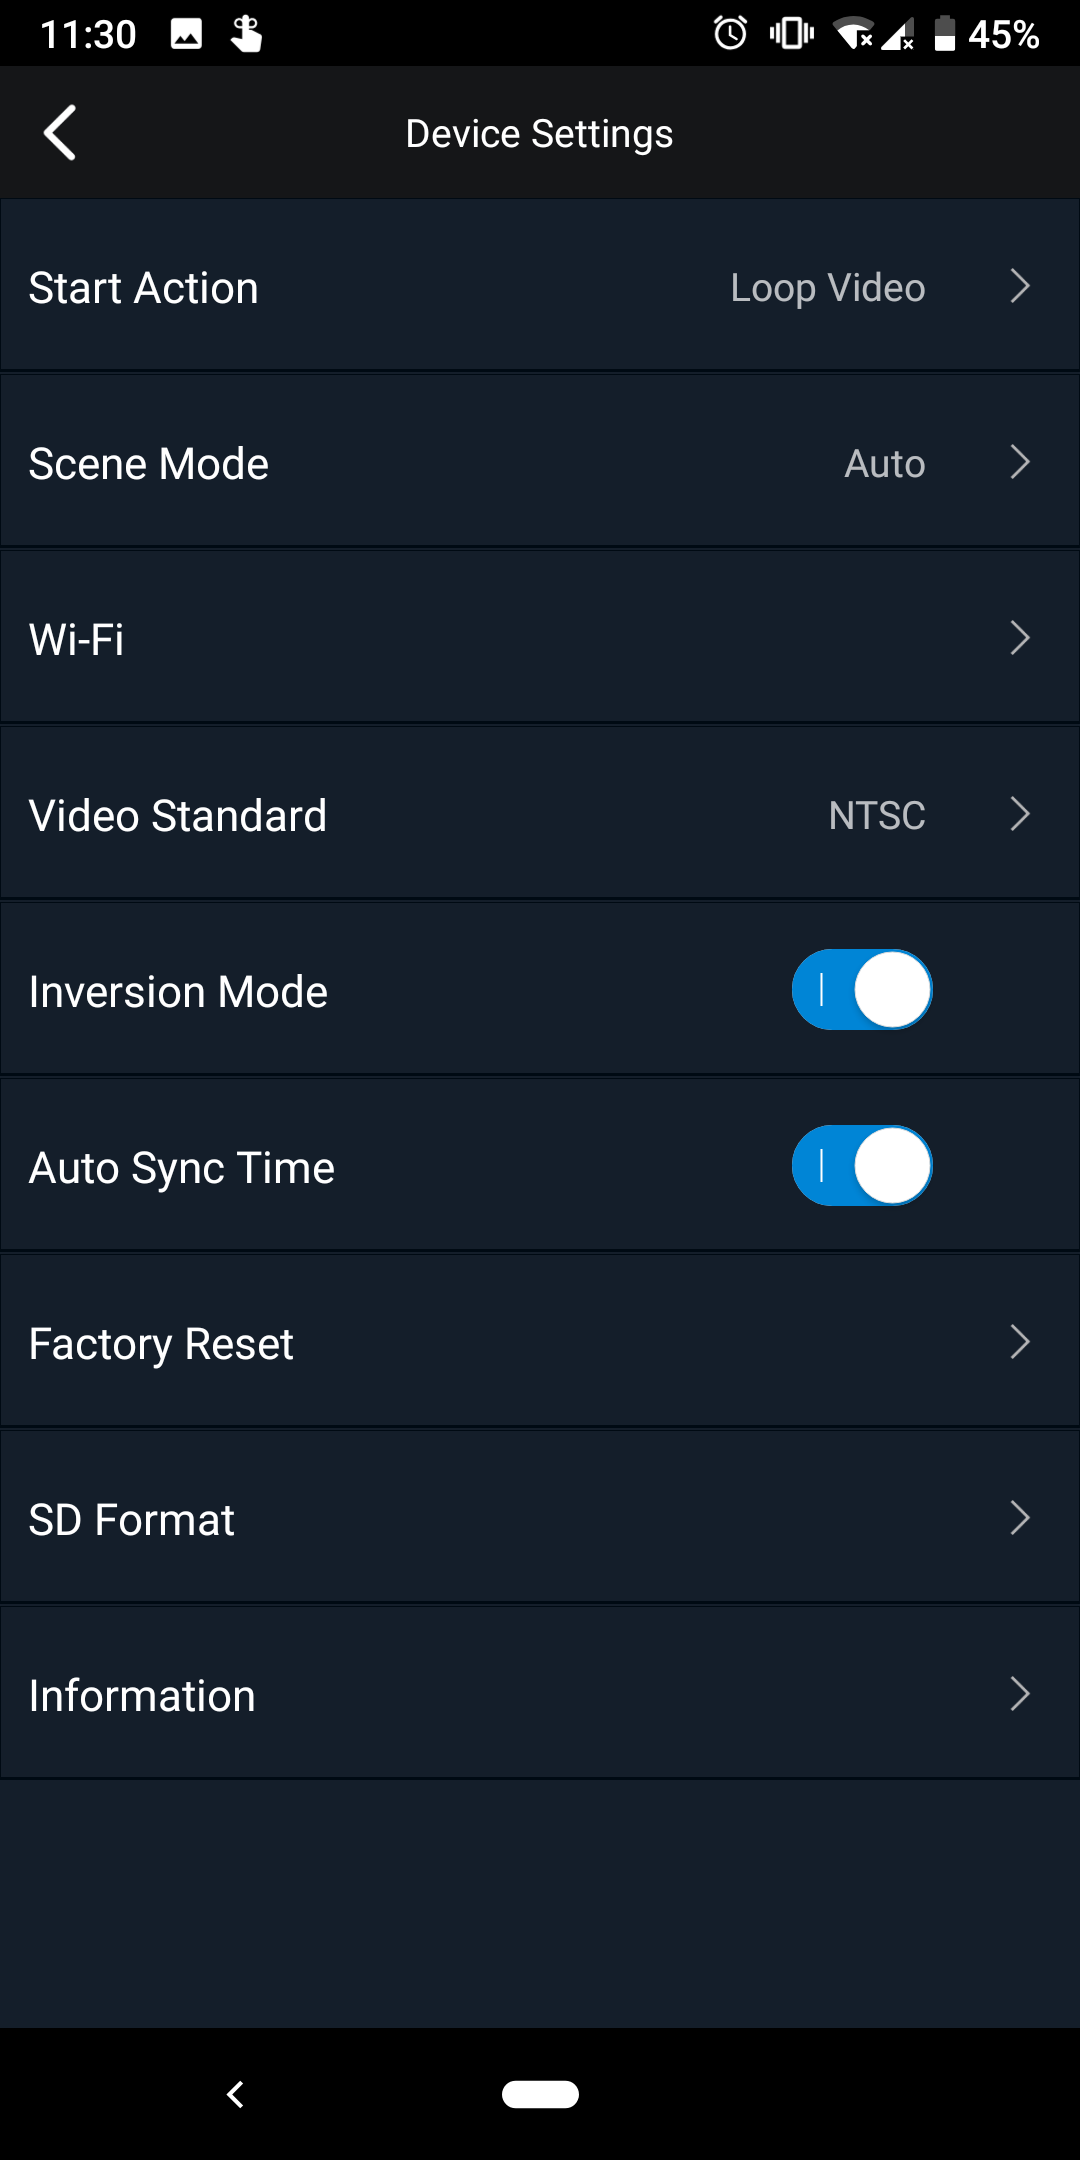 11:30 45%
Device Settings
Start Action Loop Video
Scene Mode Auto
Wi-Fi
Video Standard NTSC
Inversion Mode
Auto Sync Time
Factory Reset
SD Format
Information